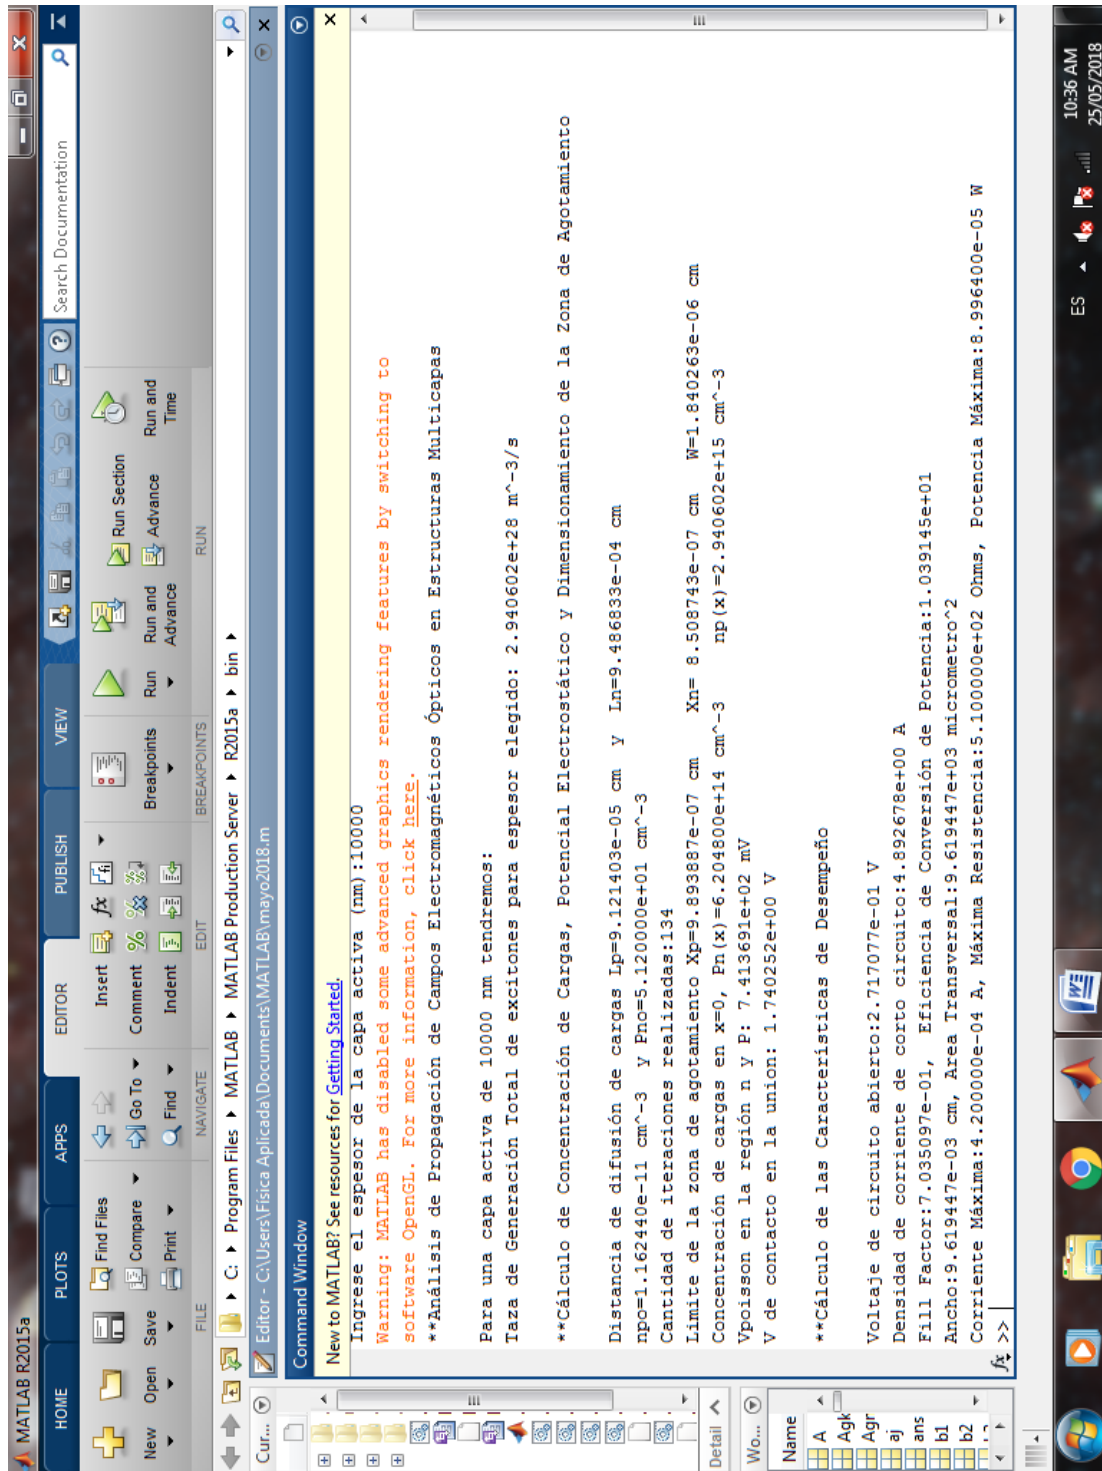 MATLAB R2015a
HOME PLOTS APPS EDITOR PUBLISH VIEW
Search Documentation
New Open Save
Find Files
Compare
Print
Go To
Find
Insert fx
Comment
Indent
Breakpoints
Run
Run and Advance
Run Section
Advance
Run and Time
FILE NAVIGATE EDIT BREAKPOINTS RUN
C: Program Files MATLAB MATLAB Production Server R2015a bin
Cur...
Editor - C:\Users\Física Aplicada\Documents\MATLAB\mayo2018.m
Command Window
New to MATLAB? See resources for Getting Started.
Ingrese el espesor de la capa activa (nm):10000
Warning: MATLAB has disabled some advanced graphics rendering features by switching to
software OpenGL. For more information, click here.
**Análisis de Propagación de Campos Electromagnéticos Ópticos en Estructuras Multicapas
Para una capa activa de 10000 nm tendremos:
Taza de Generación Total de excitones para espesor elegido: 2.940602e+28 m^-3/s
**Cálculo de Concentración de Cargas, Potencial Electrostático y Dimensionamiento de la Zona de Agotamiento
Distancia de difusión de cargas Lp=9.121403e-05 cm y Ln=9.486833e-04 cm
npo=1.162440e-11 cm^-3 y Pno=5.120000e+01 cm^-3
Cantidad de iteraciones realizadas:134
Limite de la zona de agotamiento Xp=9.893887e-07 cm Xn= 8.508743e-07 cm W=1.840263e-06 cm
Concentración de cargas en x=0, Pn(x)=6.204800e+14 cm^-3 np(x)=2.940602e+15 cm^-3
Vpoisson en la región n y P: 7.413691e+02 mV
V de contacto en la union: 1.740252e+00 V
**Cálculo de las Características de Desempeño
Voltaje de circuito abierto:2.717077e-01 V
Densidad de corriente de corto circuito:4.892678e+00 A
Fill Factor:7.035097e-01, Eficiencia de Conversión de Potencia:1.039145e+01
Ancho:9.619447e-03 cm, Area Transversal:9.619447e+03 micrometro^2
Corriente Máxima:4.200000e-04 A, Máxima Resistencia:5.100000e+02 Ohms, Potencia Máxima:8.996400e-05 W
fx >>
Detail
Wo...
Name
A
Agk
Agr
aj
ans
b1
b2
ES
10:36 AM
25/05/2018